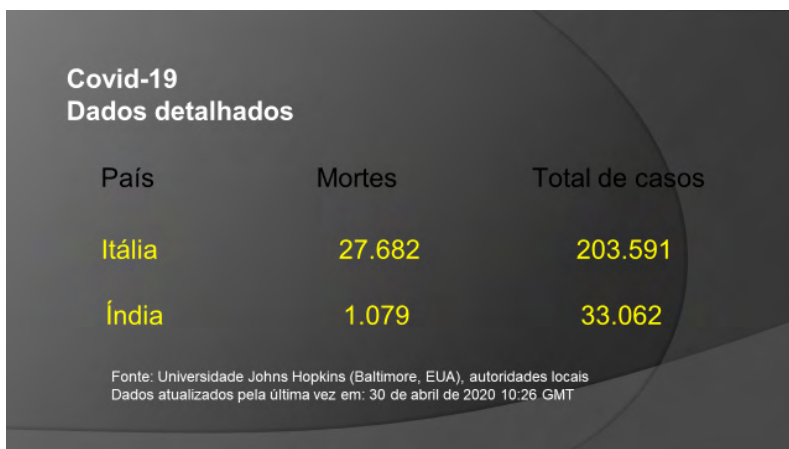 Covid-19
Dados detalhados
País Mortes Total de casos
Itália 27.682 203.591
Índia 1.079 33.062
Fonte: Universidade Johns Hopkins (Baltimore, EUA), autoridades locais
Dados atualizados pela última vez em: 30 de abril de 2020 10:26 GMT